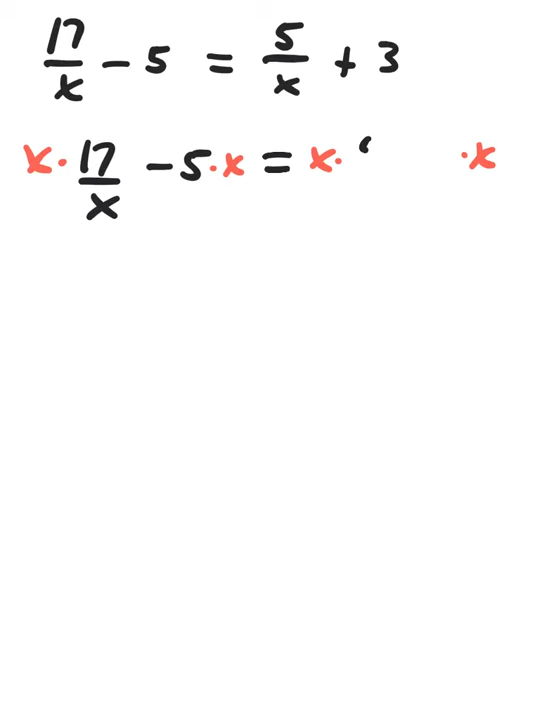 17/x - 5 = 5/x + 3
x · 17/x - 5 · x = x · · x